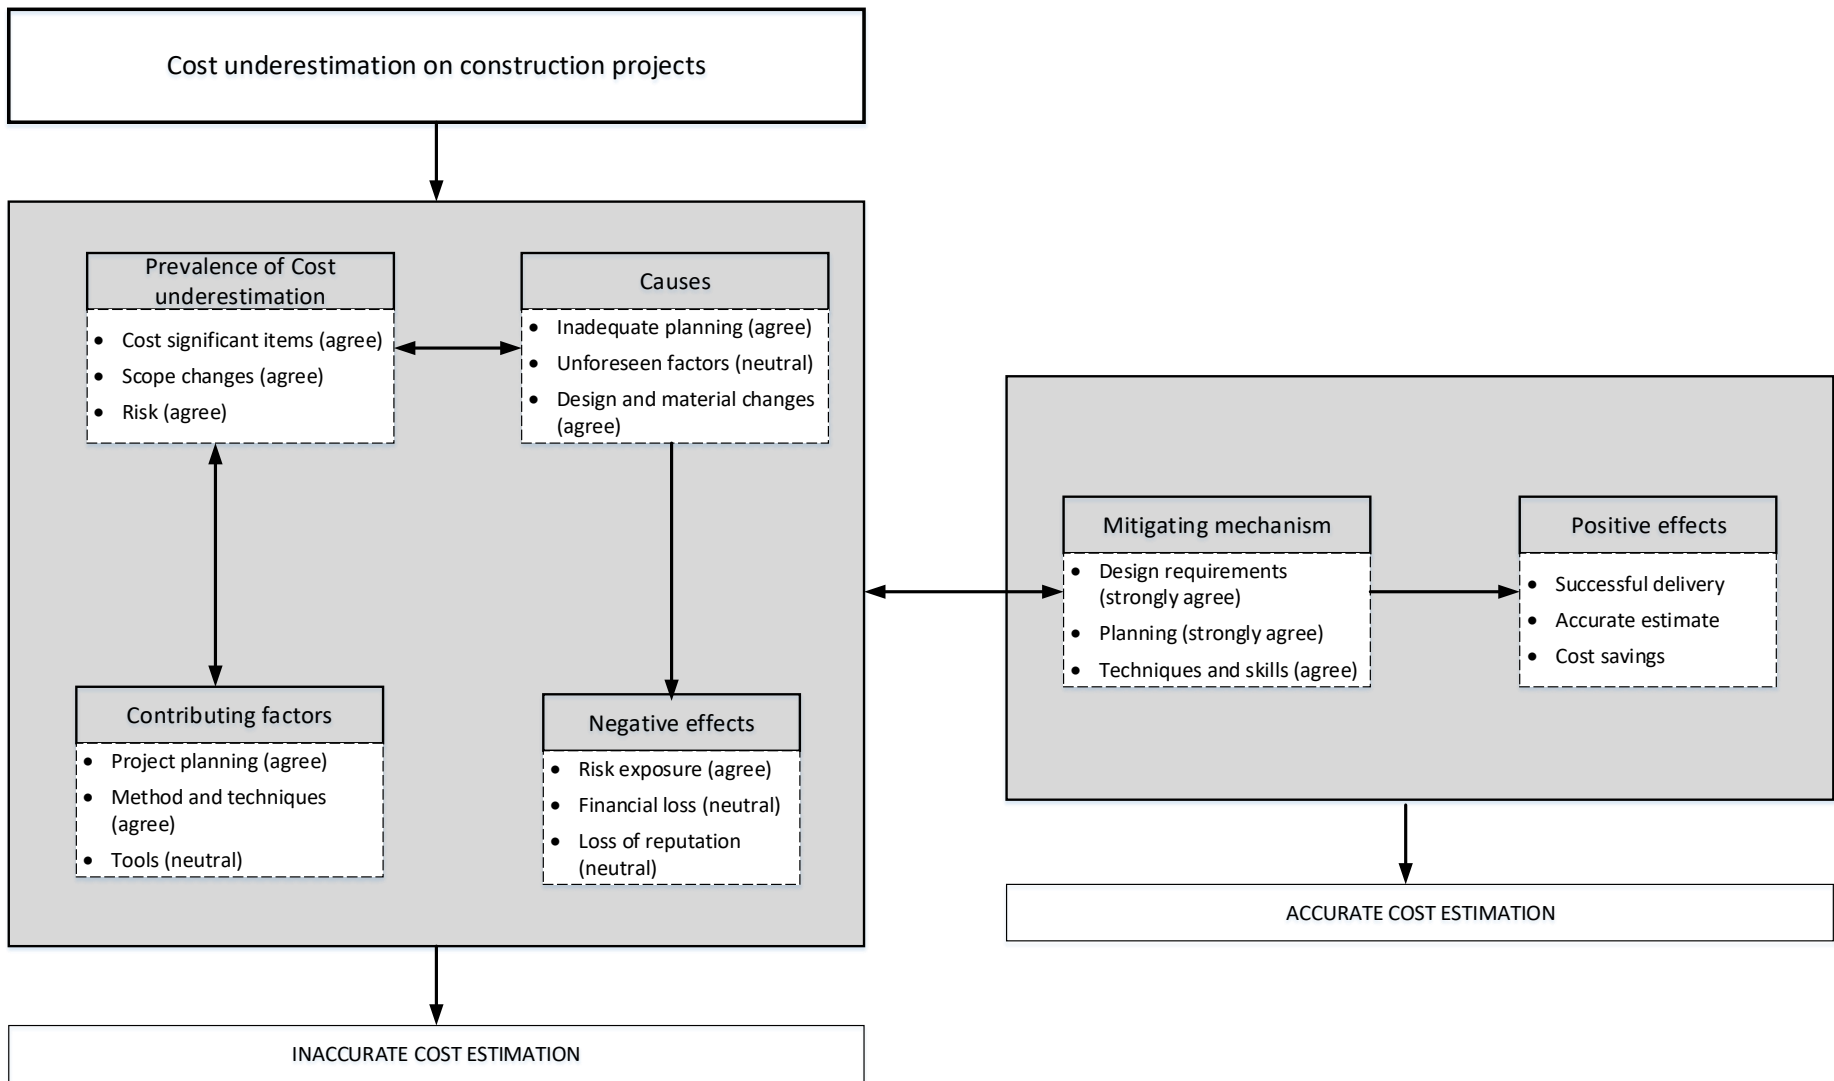 Cost underestimation on construction projects
Prevalence of Cost
underestimation
• Cost significant items (agree)
• Scope changes (agree)
• Risk (agree)
Causes
• Inadequate planning (agree)
• Unforeseen factors (neutral)
• Design and material changes
(agree)
Contributing factors
• Project planning (agree)
• Method and techniques
(agree)
• Tools (neutral)
Negative effects
• Risk exposure (agree)
• Financial loss (neutral)
• Loss of reputation
(neutral)
INACCURATE COST ESTIMATION
Mitigating mechanism
• Design requirements
(strongly agree)
• Planning (strongly agree)
• Techniques and skills (agree)
Positive effects
• Successful delivery
• Accurate estimate
• Cost savings
ACCURATE COST ESTIMATION